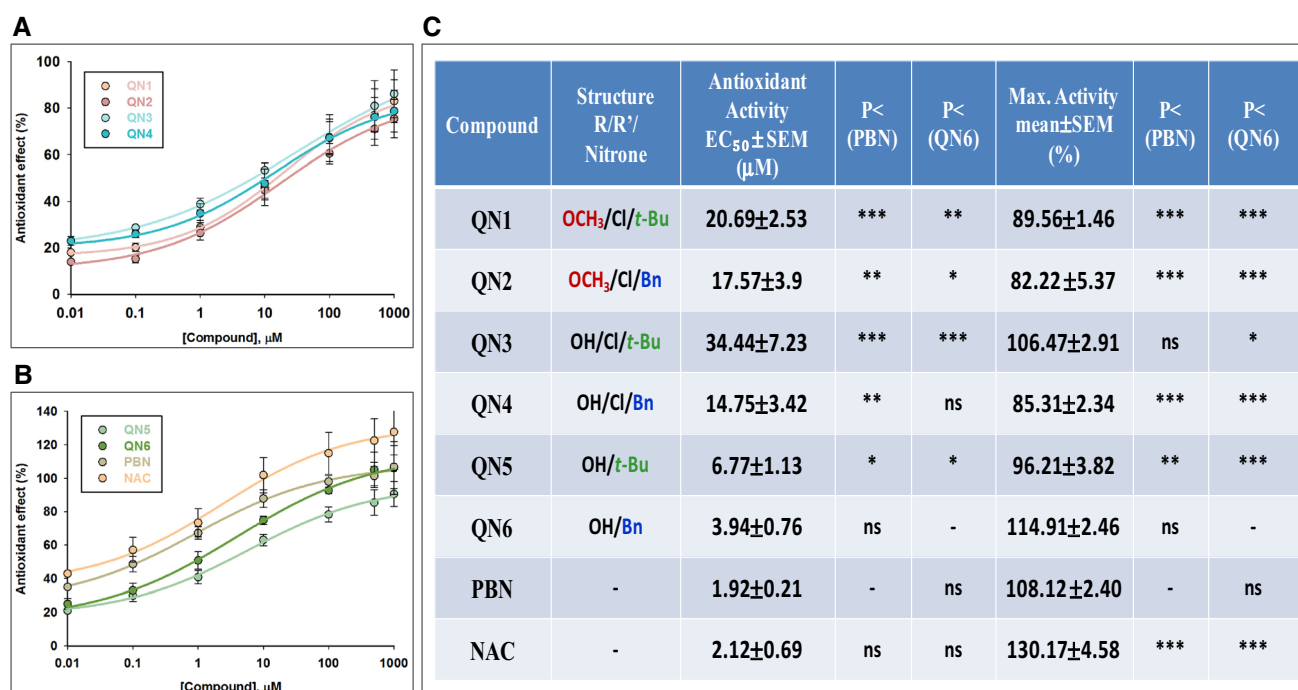 A
100
80
60
40
20
0
Antioxidant effect (%)
QN1
QN2
QN3
QN4
0.01 0.1 1 10 100 1000
[Compound], µM
B
140
120
100
80
60
40
20
0
Antioxidant effect (%)
QN5
QN6
PBN
NAC
0.01 0.1 1 10 100 1000
[Compound], µM
C
Compound
Structure
R/R'/
Nitrone
Antioxidant
Activity
EC50±SEM
(µM)
P<
(PBN)
P<
(QN6)
Max. Activity
mean±SEM
(%)
P<
(PBN)
P<
(QN6)
QN1 OCH3/Cl/t-Bu 20.69±2.53 *** ** 89.56±1.46 *** ***
QN2 OCH3/Cl/Bn 17.57±3.9 ** * 82.22±5.37 *** ***
QN3 OH/Cl/t-Bu 34.44±7.23 *** *** 106.47±2.91 ns *
QN4 OH/Cl/Bn 14.75±3.42 ** ns 85.31±2.34 *** ***
QN5 OH/t-Bu 6.77±1.13 * * 96.21±3.82 ** ***
QN6 OH/Bn 3.94±0.76 ns - 114.91±2.46 ns -
PBN - 1.92±0.21 - ns 108.12±2.40 - ns
NAC - 2.12±0.69 ns ns 130.17±4.58 *** ***